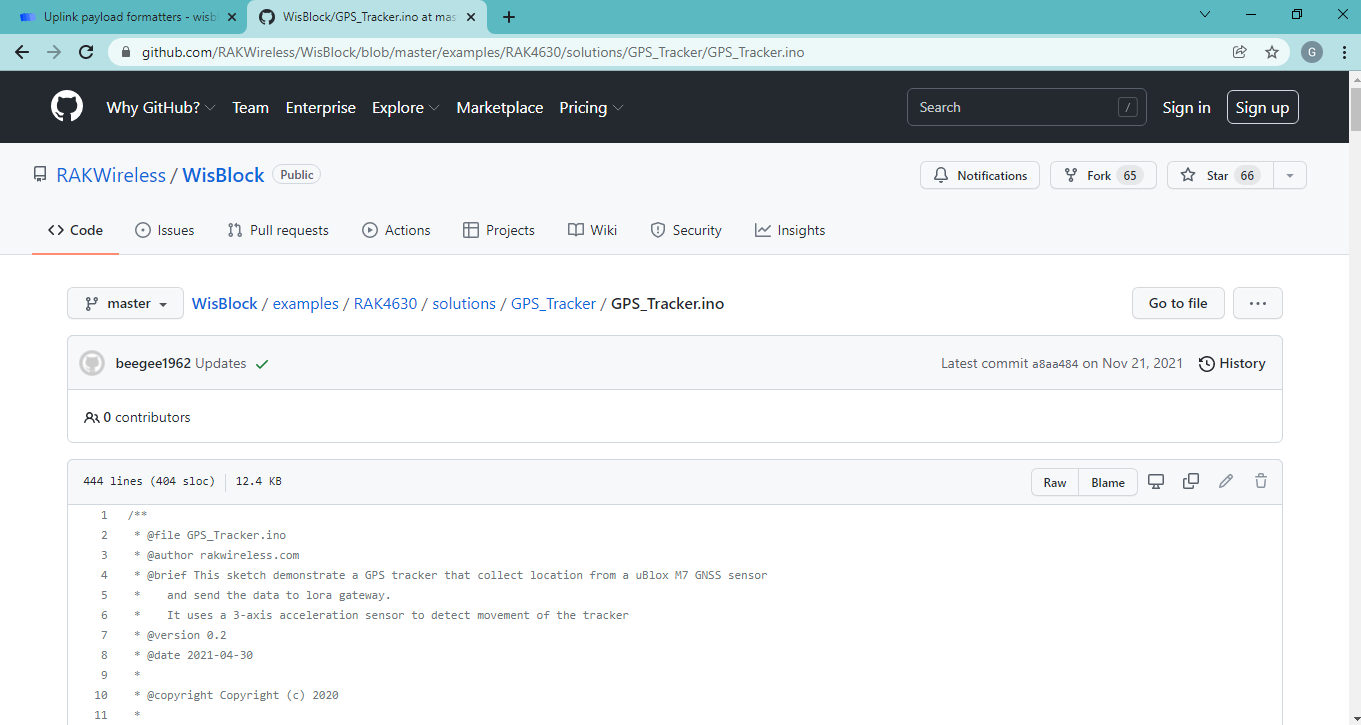 Uplink payload formatters - wisb
WisBlock/GPS_Tracker.ino at mas
github.com/RAKWireless/WisBlock/blob/master/examples/RAK4630/solutions/GPS_Tracker/GPS_Tracker.ino
G
Why GitHub? Team Enterprise Explore Marketplace Pricing
Search /
Sign in Sign up
RAKWireless / WisBlock Public
Notifications Fork 65 Star 66
Code Issues Pull requests Actions Projects Wiki Security Insights
master WisBlock / examples / RAK4630 / solutions / GPS_Tracker / GPS_Tracker.ino Go to file ...
beegee1962 Updates Latest commit a8aa484 on Nov 21, 2021 History
0 contributors
444 lines (404 sloc) 12.4 KB Raw Blame
1 /**
2 * @file GPS_Tracker.ino
3 * @author rakwireless.com
4 * @brief This sketch demonstrate a GPS tracker that collect location from a uBlox M7 GNSS sensor
5 * and send the data to lora gateway.
6 * It uses a 3-axis acceleration sensor to detect movement of the tracker
7 * @version 0.2
8 * @date 2021-04-30
9 *
10 * @copyright Copyright (c) 2020
11 *